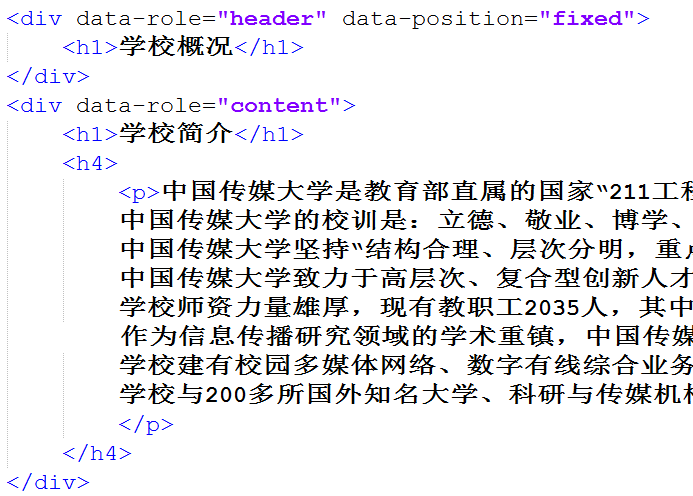 <div data-role="header" data-position="fixed">
<h1>学校概况</h1>
</div>
<div data-role="content">
<h1>学校简介</h1>
<h4>
<p>中国传媒大学是教育部直属的国家“211工程
中国传媒大学的校训是：立德、敬业、博学、
中国传媒大学坚持“结构合理、层次分明，重点
中国传媒大学致力于高层次、复合型创新人才
学校师资力量雄厚，现有教职工2035人，其中
作为信息传播研究领域的学术重镇，中国传媒
学校建有校园多媒体网络、数字有线综合业务
学校与200多所国外知名大学、科研与传媒机构
</p>
</h4>
</div>